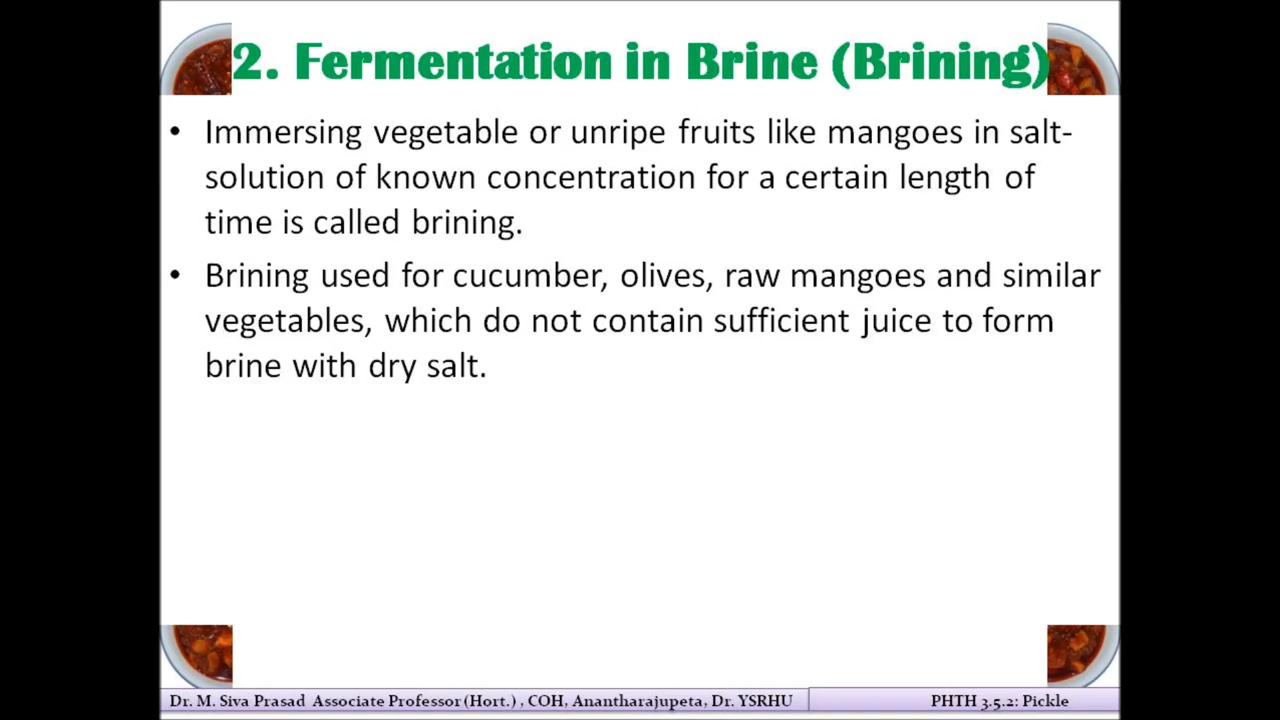 2. Fermentation in Brine (Brining)
• Immersing vegetable or unripe fruits like mangoes in salt-
solution of known concentration for a certain length of
time is called brining.
• Brining used for cucumber, olives, raw mangoes and similar
vegetables, which do not contain sufficient juice to form
brine with dry salt.
Dr. M. Siva Prasad Associate Professor (Hort.) , COH, Anantharajupeta, Dr. YSRHU
PHTH 3.5.2: Pickle